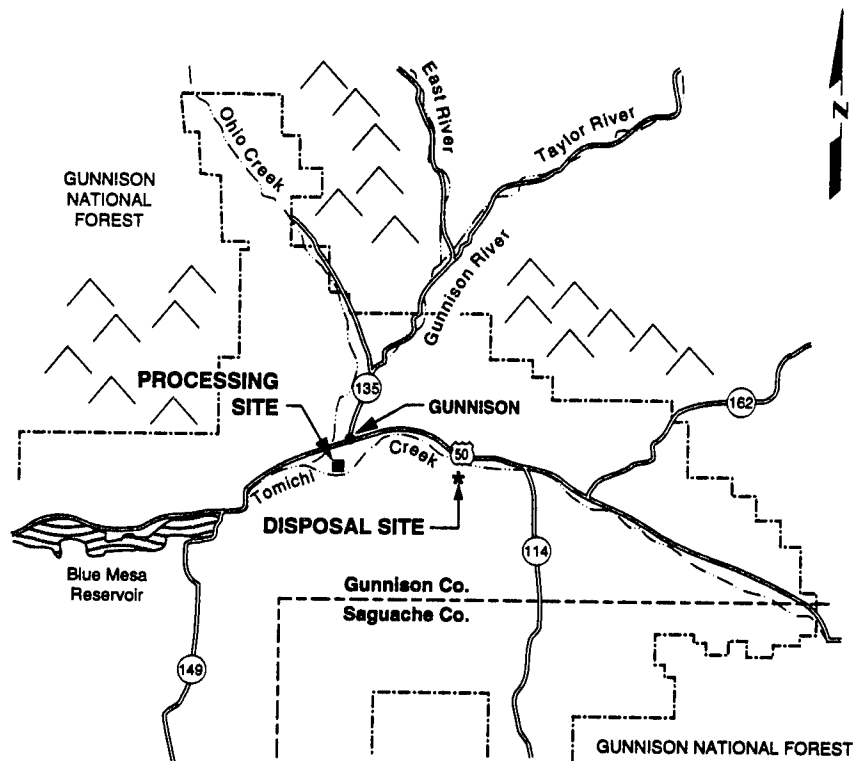 East River
Taylor River
N
Ohio Creek
GUNNISON
NATIONAL
FOREST
Gunnison River
PROCESSING
SITE
135
GUNNISON
162
Tomichi Creek
50
DISPOSAL SITE
114
Blue Mesa
Reservoir
Gunnison Co.
Saguache Co.
149
GUNNISON NATIONAL FOREST